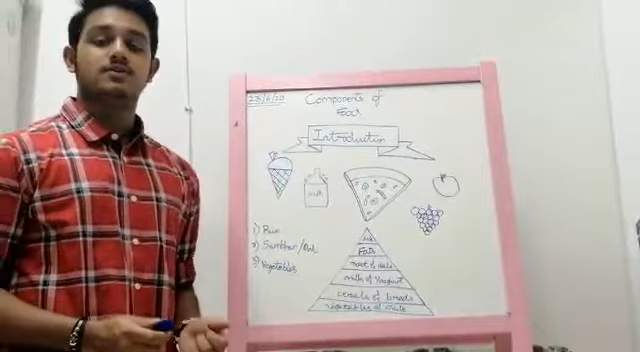 23/6/20
Components of
Food
Introduction
milk
1) Rice
2) Sambhar/Dal
3) Vegetables
Fats
Meat & dals
milk & Yoghurt
cereals & breads
Vegetables & fruits